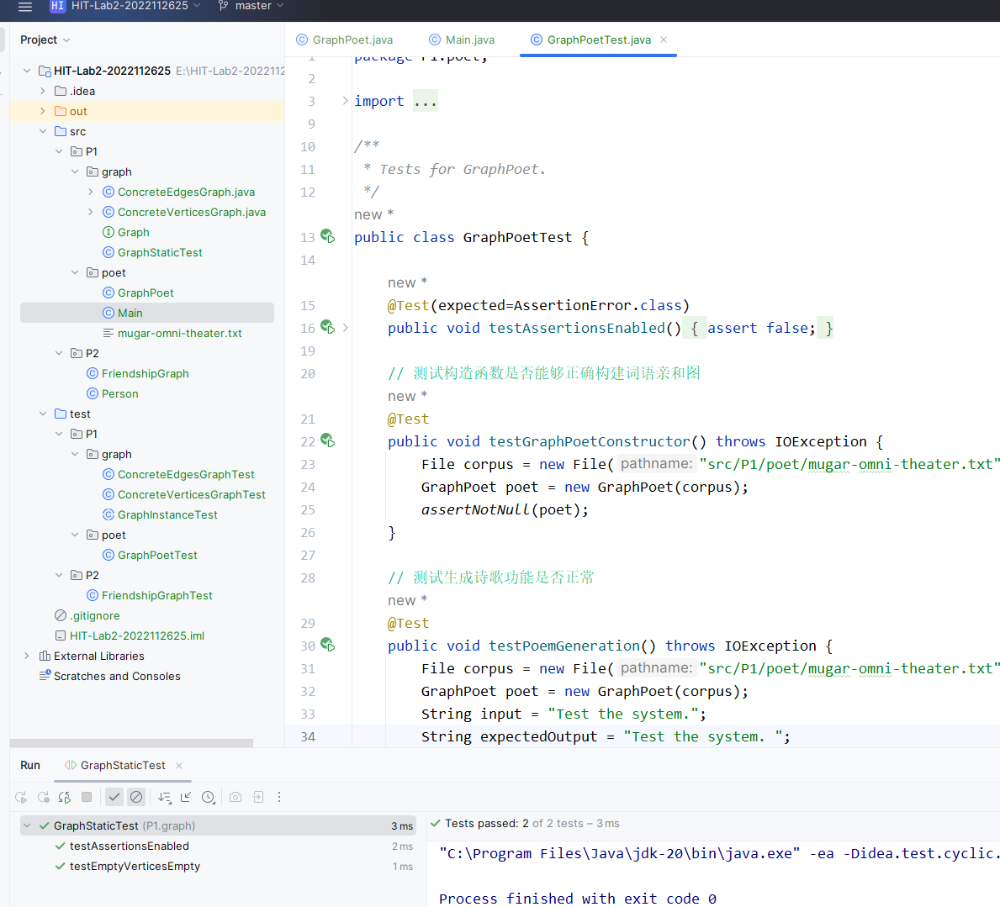 HI HIT-Lab2-2022112625 master
Project
GraphPoet.java Main.java GraphPoetTest.java
HIT-Lab2-2022112625 E:\HIT-Lab2-202211
.idea
out
src
P1
graph
ConcreteEdgesGraph.java
ConcreteVerticesGraph.java
Graph
GraphStaticTest
poet
GraphPoet
Main
mugar-omni-theater.txt
P2
FriendshipGraph
Person
test
P1
graph
ConcreteEdgesGraphTest
ConcreteVerticesGraphTest
GraphInstanceTest
poet
GraphPoetTest
P2
FriendshipGraphTest
.gitignore
HIT-Lab2-2022112625.iml
External Libraries
Scratches and Consoles
1 package P1.poet;
2
3 import ...
9
10 /**
11 * Tests for GraphPoet.
12 */
new *
13 public class GraphPoetTest {
14
new *
15 @Test(expected=AssertionError.class)
16 public void testAssertionsEnabled() { assert false; }
19
20 // 测试构造函数是否能够正确构建词语亲和图
new *
21 @Test
22 public void testGraphPoetConstructor() throws IOException {
23 File corpus = new File( pathname: "src/P1/poet/mugar-omni-theater.txt"
24 GraphPoet poet = new GraphPoet(corpus);
25 assertNotNull(poet);
26 }
27
28 // 测试生成诗歌功能是否正常
new *
29 @Test
30 public void testPoemGeneration() throws IOException {
31 File corpus = new File( pathname: "src/P1/poet/mugar-omni-theater.txt"
32 GraphPoet poet = new GraphPoet(corpus);
33 String input = "Test the system.";
34 String expectedOutput = "Test the system. ";
Run GraphStaticTest
GraphStaticTest (P1.graph) 3 ms
testAssertionsEnabled 2 ms
testEmptyVerticesEmpty 1 ms
Tests passed: 2 of 2 tests – 3 ms
"C:\Program Files\Java\jdk-20\bin\java.exe" -ea -Didea.test.cyclic.
Process finished with exit code 0